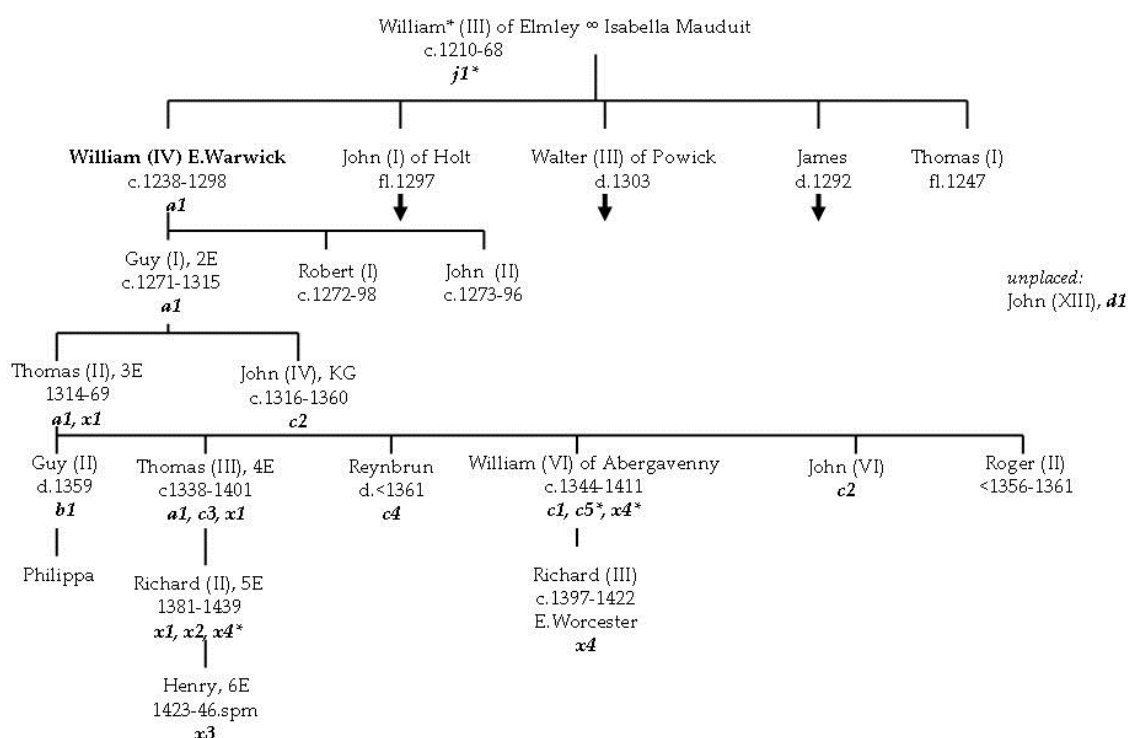 William* (III) of Elmley ∞ Isabella Mauduit
c.1210-68
j1*
William (IV) E.Warwick
c.1238-1298
a1
John (I) of Holt
fl.1297
Walter (III) of Powick
d.1303
James
d.1292
Thomas (I)
fl.1247
Guy (I), 2E
c.1271-1315
a1
Robert (I)
c.1272-98
John (II)
c.1273-96
unplaced:
John (XIII), d1
Thomas (II), 3E
1314-69
a1, x1
John (IV), KG
c.1316-1360
c2
Guy (II)
d.1359
b1
Thomas (III), 4E
c1338-1401
a1, c3, x1
Reynbrun
d.<1361
c4
William (VI) of Abergavenny
c.1344-1411
c1, c5*, x4*
John (VI)
c2
Roger (II)
<1356-1361
Philippa
Richard (II), 5E
1381-1439
x1, x2, x4*
Richard (III)
c.1397-1422
E.Worcester
x4
Henry, 6E
1423-46.spm
x3